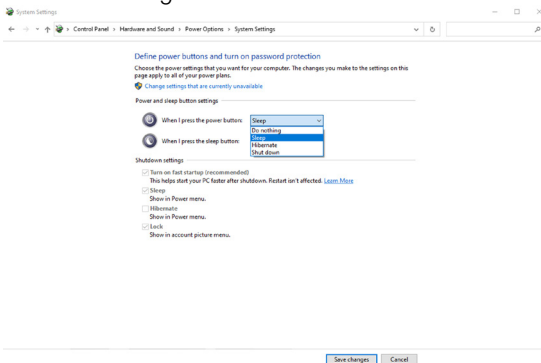 System Settings
Control Panel > Hardware and Sound > Power Options > System Settings
Define power buttons and turn on password protection
Choose the power settings that you want for your computer. The changes you make to the settings on this
page apply to all of your power plans.
Change settings that are currently unavailable
Power and sleep button settings
When I press the power button: Sleep
Do nothing
Sleep
When I press the sleep button:
Hibernate
Shut down
Shutdown settings
Turn on fast startup (recommended)
This helps start your PC faster after shutdown. Restart isn't affected. Learn More
Sleep
Show in Power menu.
Hibernate
Show in Power menu.
Lock
Show in account picture menu.
Save changes Cancel